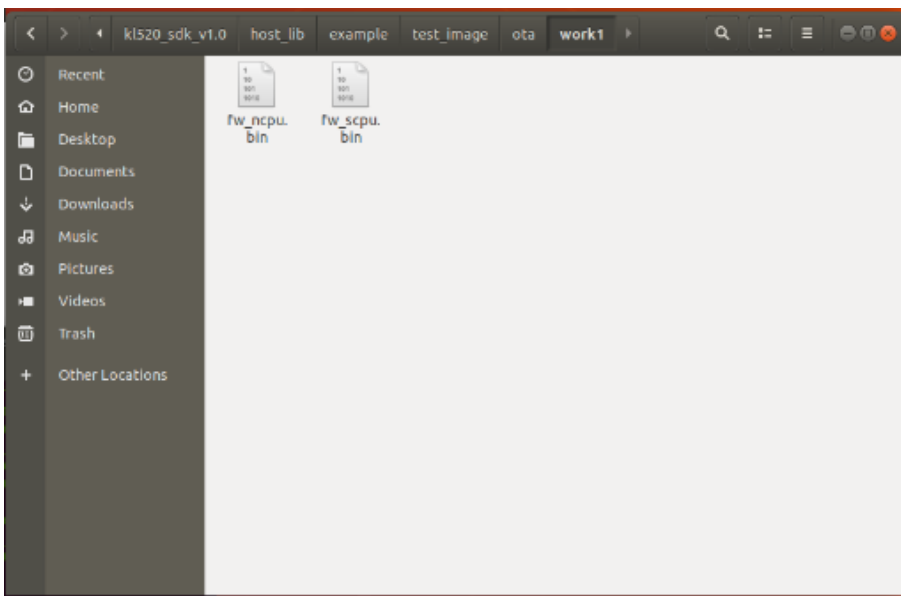 kl520_sdk_v1.0 host_lib example test_image ota work1
Recent
Home
Desktop
Documents
Downloads
Music
Pictures
Videos
Trash
Other Locations
fw_ncpu.
bin
fw_scpu.
bin